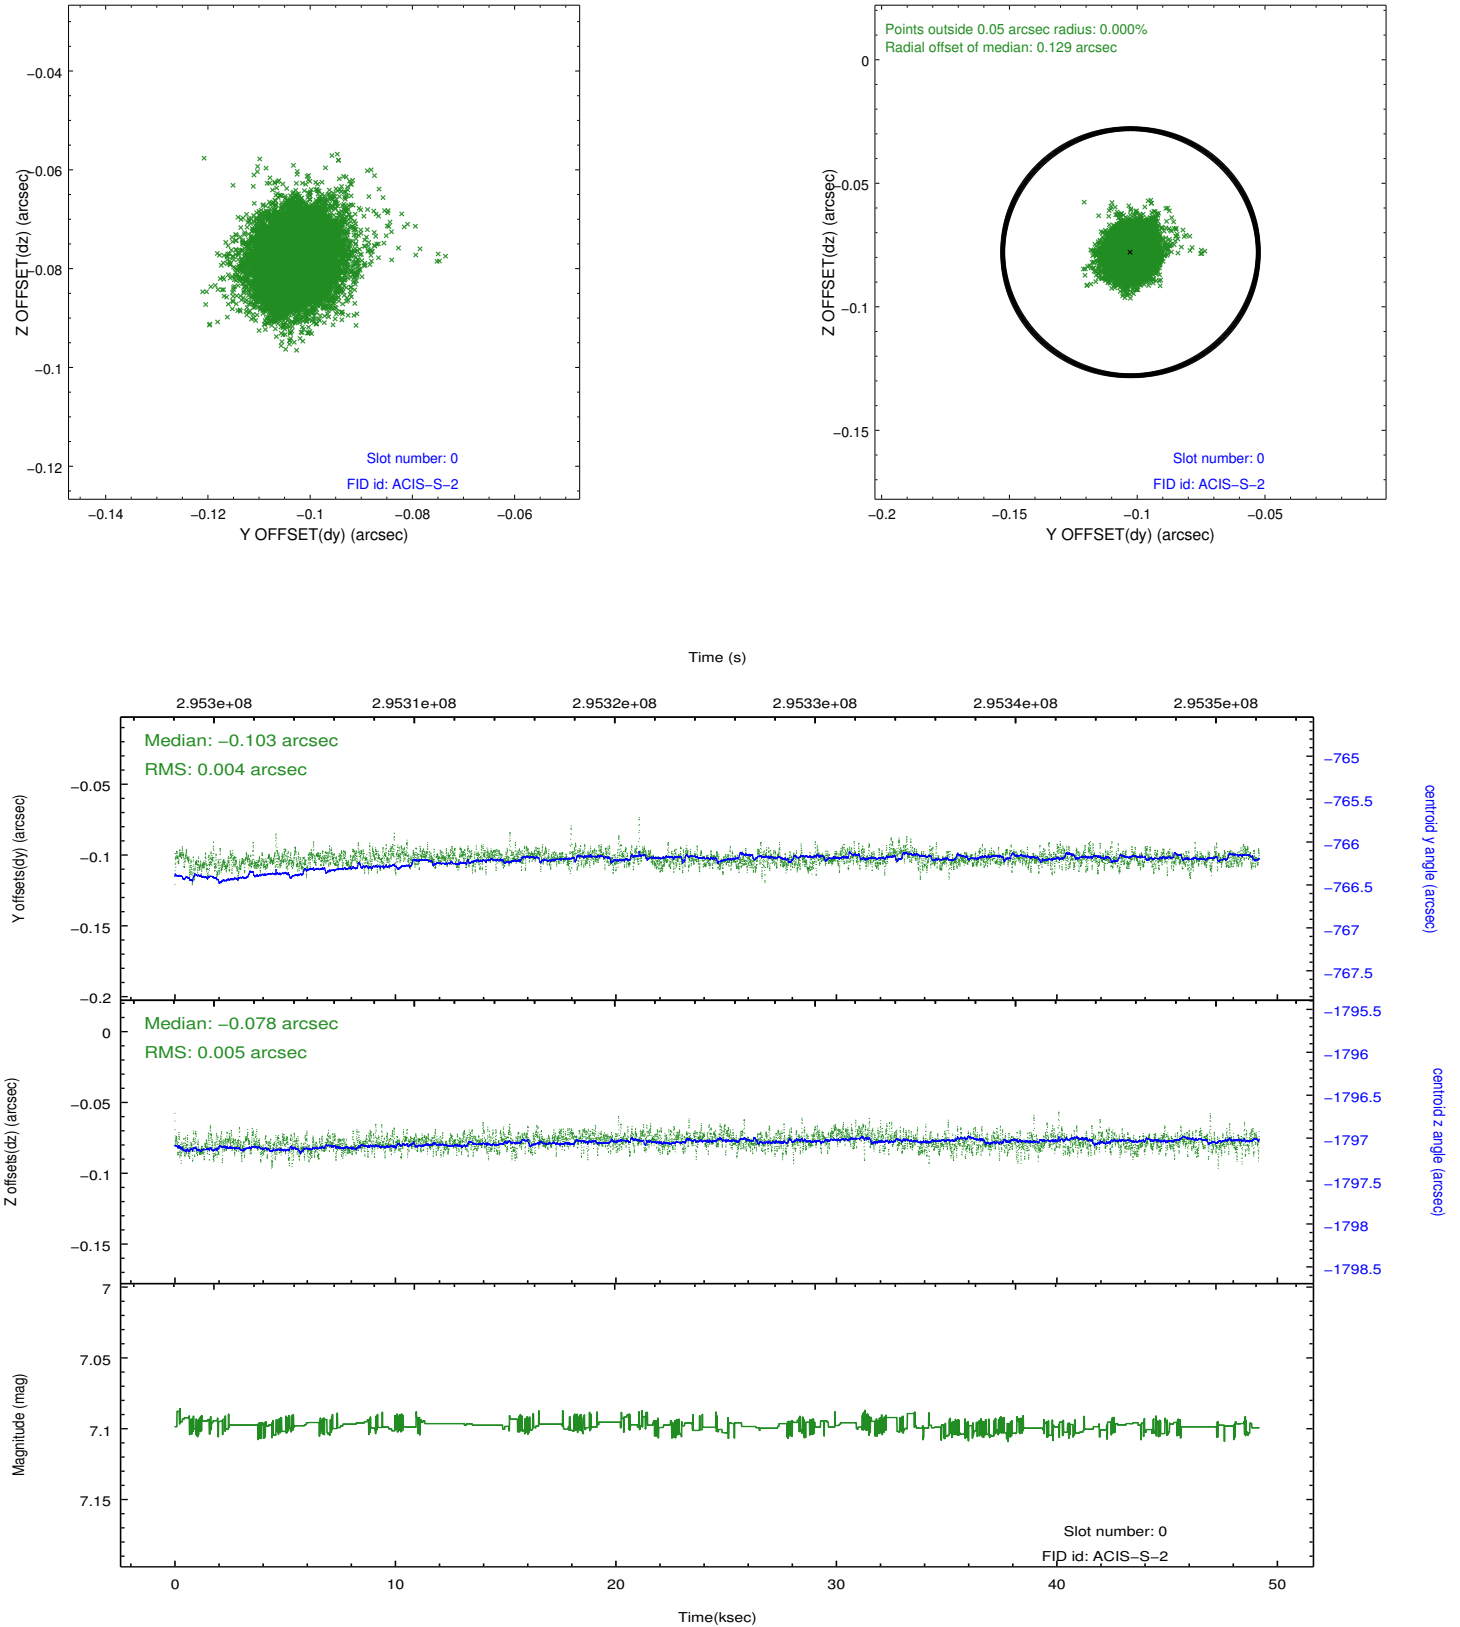 −0.04
−0.06
−0.08
−0.1
−0.12
Z OFFSET(dz) (arcsec)
Slot number: 0
FID id: ACIS−S−2
−0.14
−0.12
−0.1
−0.08
−0.06
Y OFFSET(dy) (arcsec)
Points outside 0.05 arcsec radius: 0.000%
Radial offset of median: 0.129 arcsec
0
−0.05
−0.1
−0.15
Z OFFSET(dz) (arcsec)
Slot number: 0
FID id: ACIS−S−2
−0.2
−0.15
−0.1
−0.05
Y OFFSET(dy) (arcsec)
Time (s)
2.953e+08
2.9531e+08
2.9532e+08
2.9533e+08
2.9534e+08
2.9535e+08
Median: −0.103 arcsec
RMS: 0.004 arcsec
−0.05
−0.1
−0.15
−0.2
Y offsets(dy) (arcsec)
−765
−765.5
−766
−766.5
−767
−767.5
centroid y angle (arcsec)
Median: −0.078 arcsec
RMS: 0.005 arcsec
0
−0.05
−0.1
−0.15
Z offsets(dz) (arcsec)
−1795.5
−1796
−1796.5
−1797
−1797.5
−1798
−1798.5
centroid z angle (arcsec)
7
7.05
7.1
7.15
Magnitude (mag)
Slot number: 0
FID id: ACIS−S−2
0
10
20
30
40
50
Time(ksec)